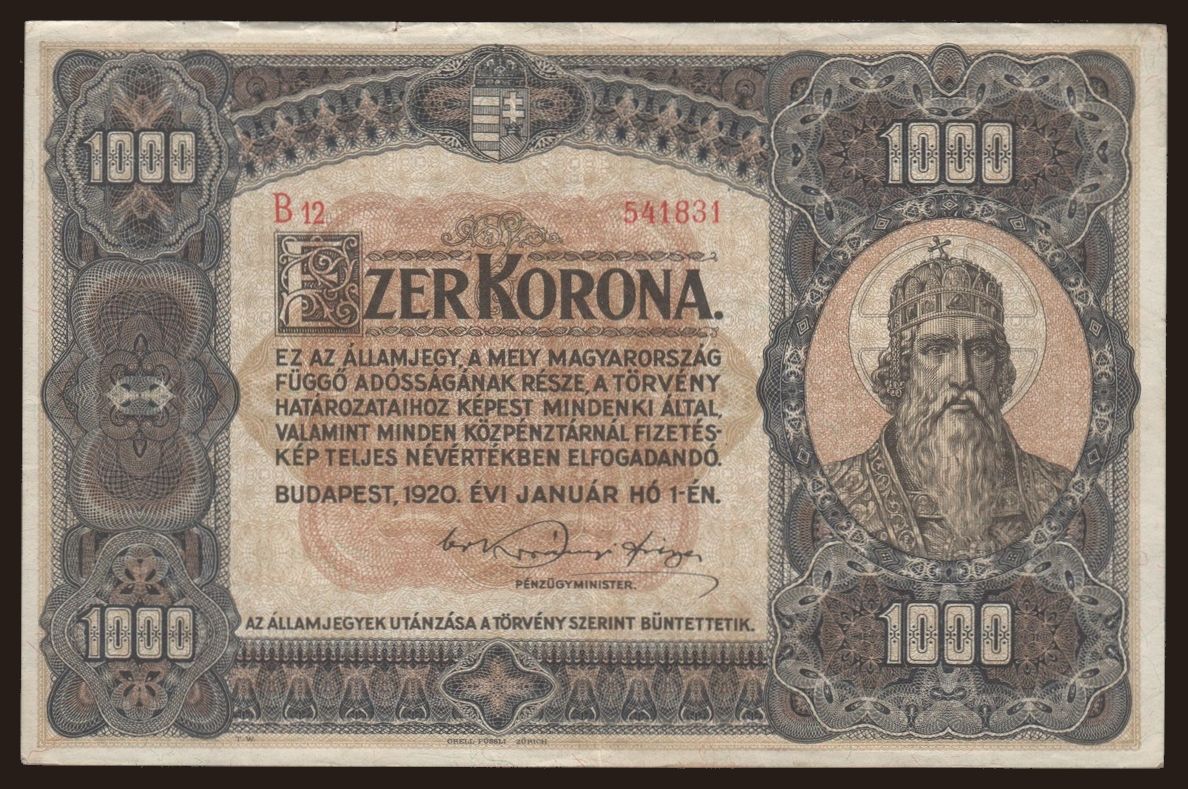 1000
1000
B 12 541831
EZER KORONA.
EZ AZ ÁLLAMJEGY, A MELY MAGYARORSZÁG
FÜGGŐ ADÓSSÁGÁNAK RÉSZE, A TÖRVÉNY
HATÁROZATAIHOZ KÉPEST MINDENKI ÁLTAL,
VALAMINT MINDEN KÖZPÉNZTÁRNÁL FIZETÉS-
KÉP TELJES NÉVÉRTÉKBEN ELFOGADANDÓ.
BUDAPEST, 1920. ÉVI JANUÁR HÓ 1-ÉN.
PÉNZÜGYMINISTER.
1000
AZ ÁLLAMJEGYEK UTÁNZÁSA A TÖRVÉNY SZERINT BÜNTETTETIK.
1000
T. W. ORELL FÜSSLI ZÜRICH